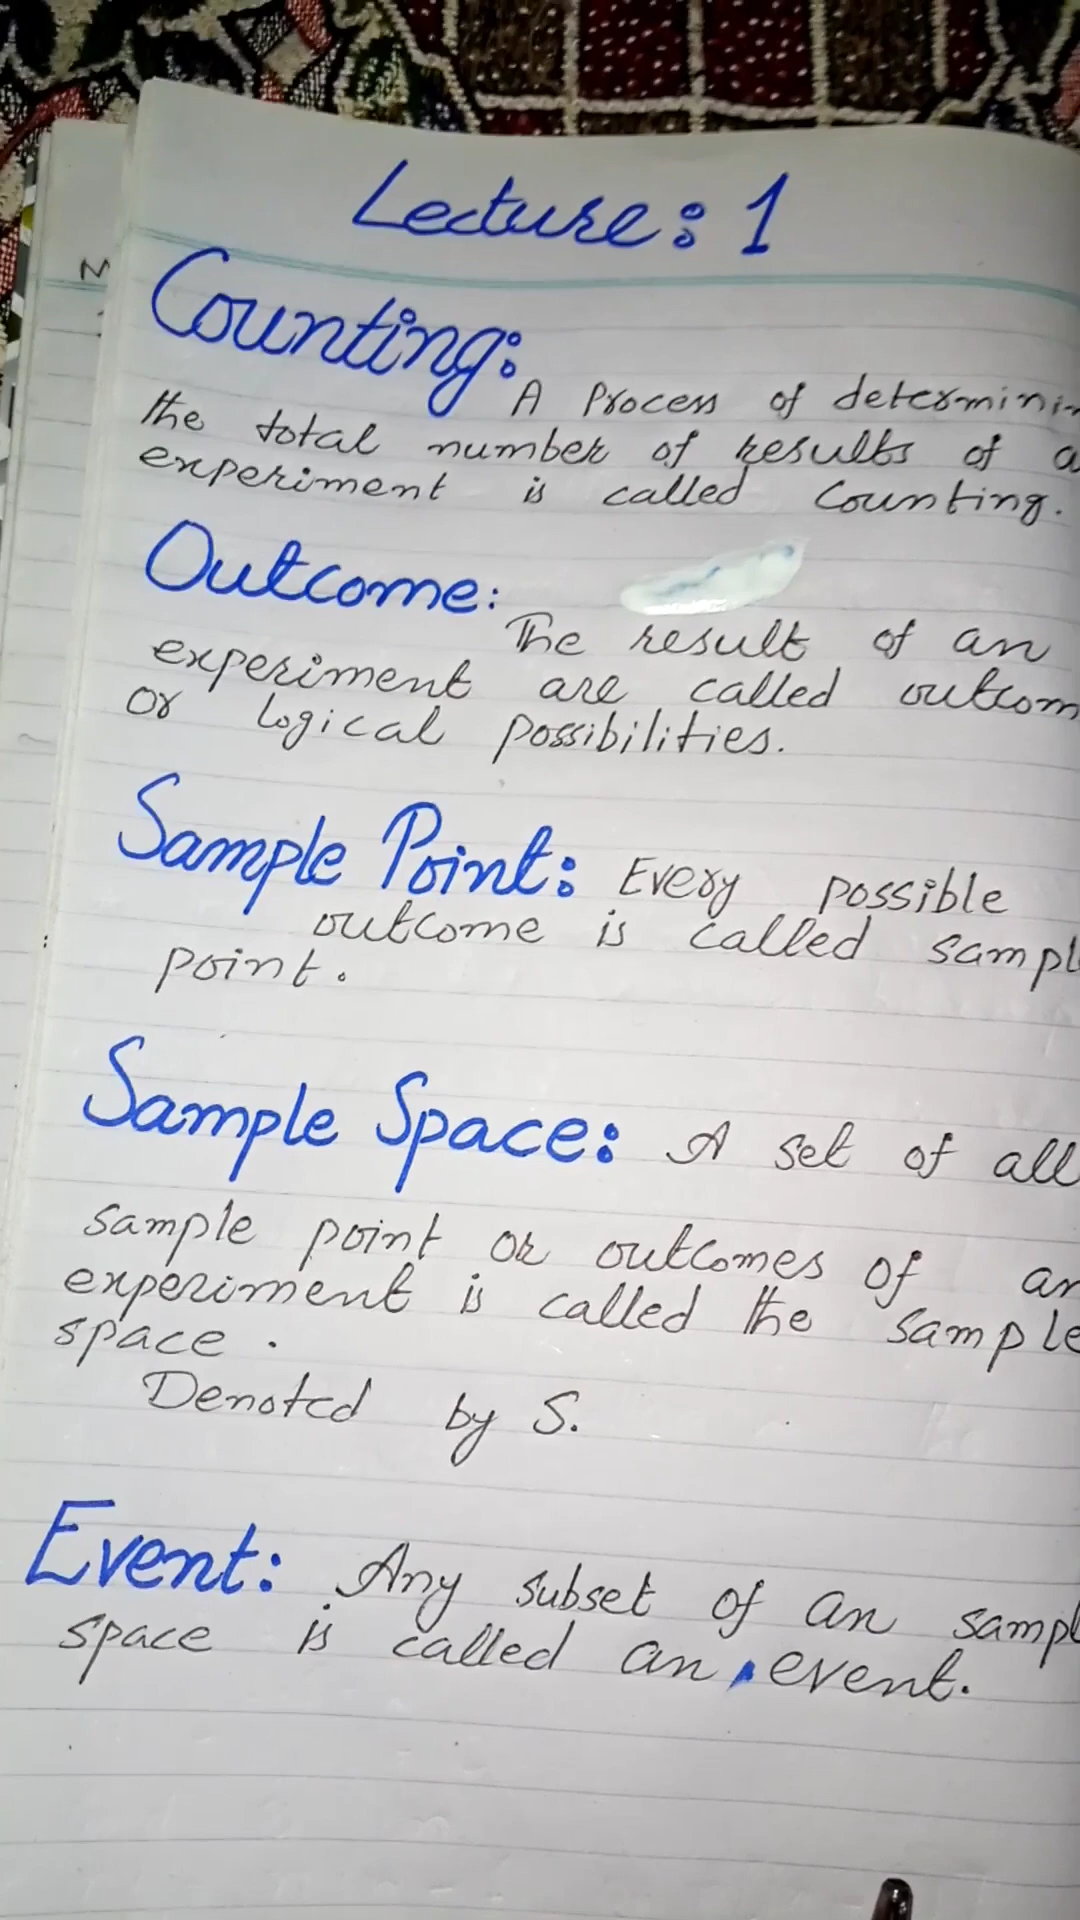 Lecture: 1
Counting:
A Process of determinin
the total number of results of a
experiment is called Counting.
Outcome:
The result of an
experiment are called outcom
or logical possibilities.
Sample Point: Every possible
outcome is called sampl
point.
Sample Space: A set of all
sample point or outcomes of an
experiment is called the sample
space.
Denoted by S.
Event: Any subset of an sampl
space is called an event.